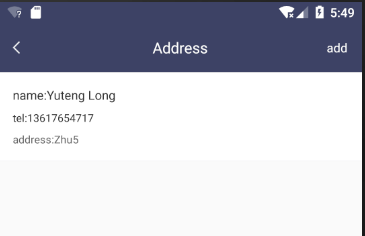 5:49
Address
add
name:Yuteng Long
tel:13617654717
address:Zhu5